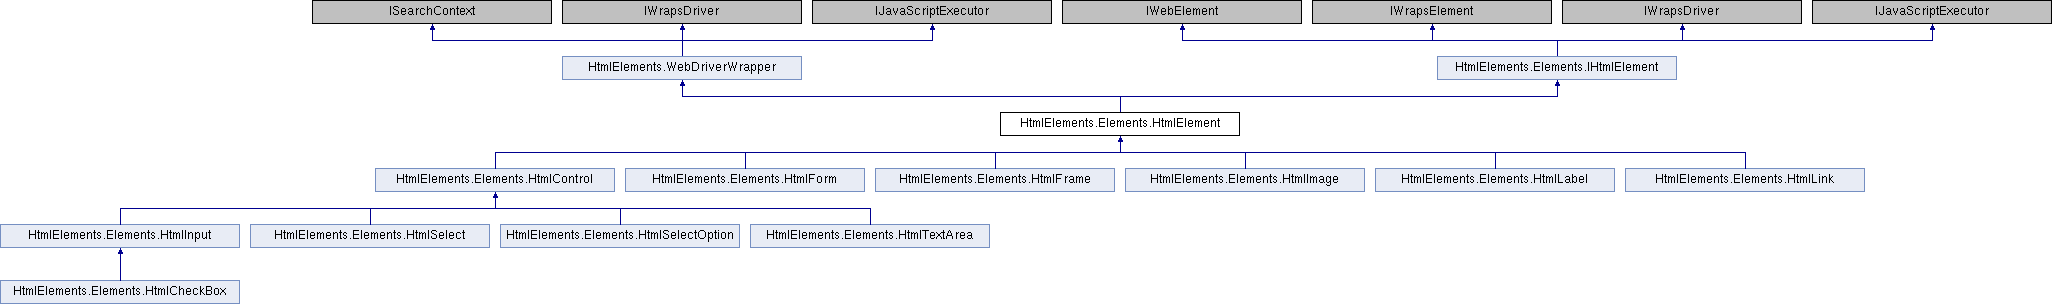 ISearchContext
IWrapsDriver
IJavaScriptExecutor
IWebElement
IWrapsElement
IWrapsDriver
IJavaScriptExecutor
HtmlElements.WebDriverWrapper
HtmlElements.Elements.IHtmlElement
HtmlElements.Elements.HtmlElement
HtmlElements.Elements.HtmlControl
HtmlElements.Elements.HtmlForm
HtmlElements.Elements.HtmlFrame
HtmlElements.Elements.HtmlImage
HtmlElements.Elements.HtmlLabel
HtmlElements.Elements.HtmlLink
HtmlElements.Elements.HtmlInput
HtmlElements.Elements.HtmlSelect
HtmlElements.Elements.HtmlSelectOption
HtmlElements.Elements.HtmlTextArea
HtmlElements.Elements.HtmlCheckBox